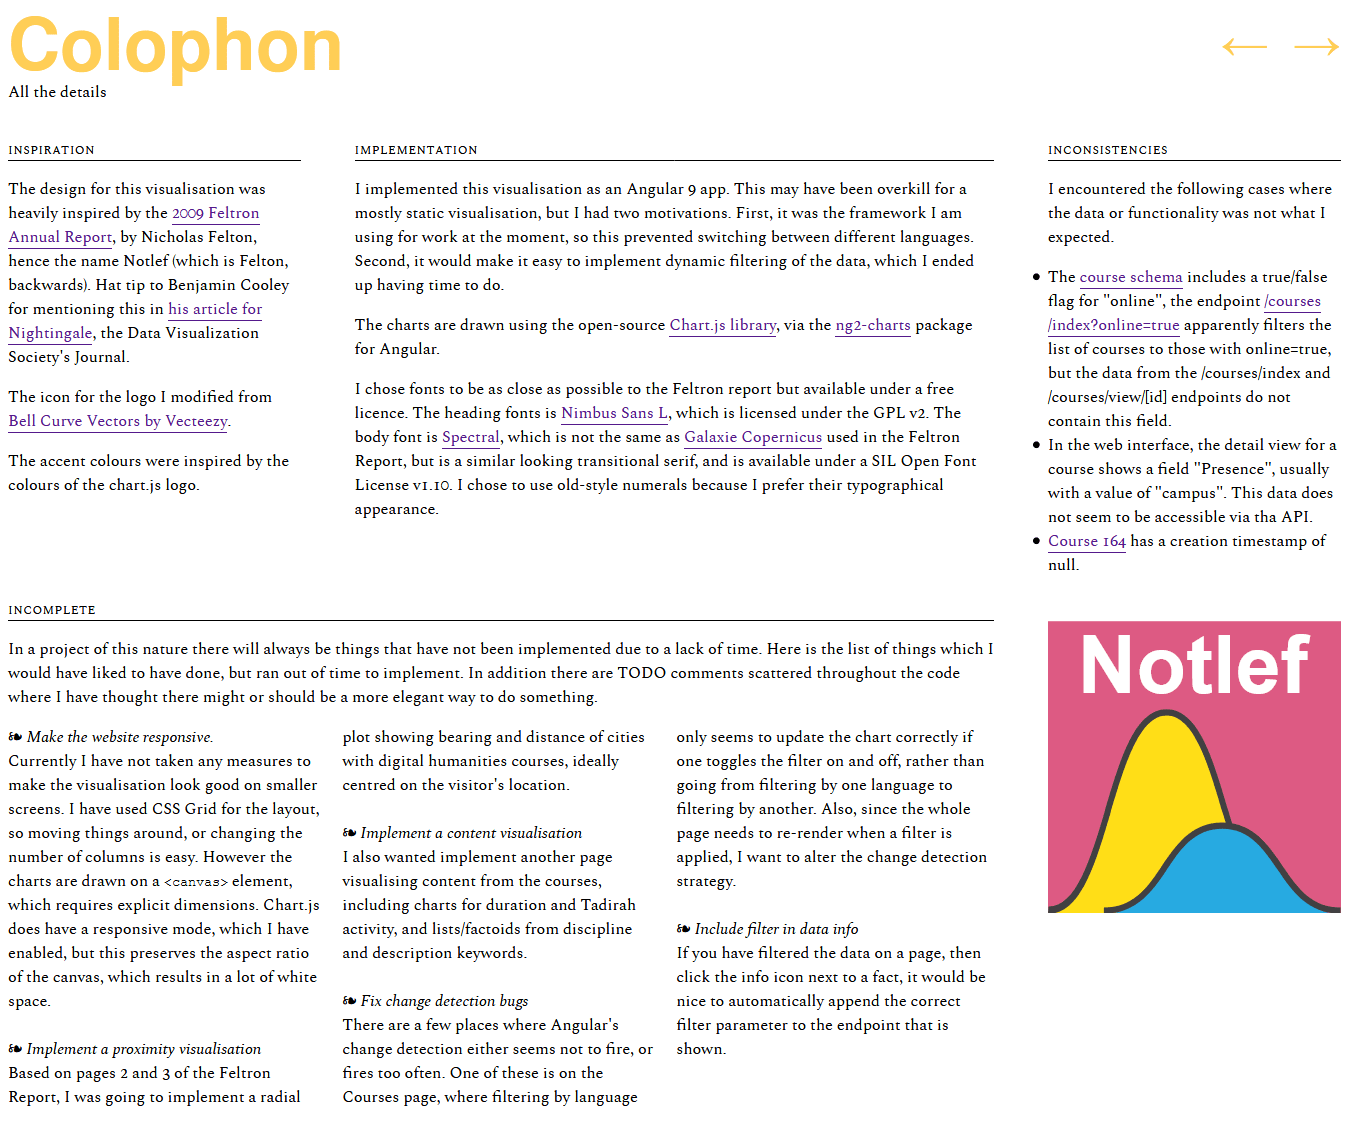 Colophon
← →
All the details
INSPIRATION
The design for this visualisation was
heavily inspired by the 2009 Feltron
Annual Report, by Nicholas Felton,
hence the name Notlef (which is Felton,
backwards). Hat tip to Benjamin Cooley
for mentioning this in his article for
Nightingale, the Data Visualization
Society's Journal.
The icon for the logo I modified from
Bell Curve Vectors by Vecteezy.
The accent colours were inspired by the
colours of the chart.js logo.
IMPLEMENTATION
I implemented this visualisation as an Angular 9 app. This may have been overkill for a
mostly static visualisation, but I had two motivations. First, it was the framework I am
using for work at the moment, so this prevented switching between different languages.
Second, it would make it easy to implement dynamic filtering of the data, which I ended
up having time to do.
The charts are drawn using the open-source Chart.js library, via the ng2-charts package
for Angular.
I chose fonts to be as close as possible to the Feltron report but available under a free
licence. The heading fonts is Nimbus Sans L, which is licensed under the GPL v2. The
body font is Spectral, which is not the same as Galaxie Copernicus used in the Feltron
Report, but is a similar looking transitional serif, and is available under a SIL Open Font
License v1.10. I chose to use old-style numerals because I prefer their typographical
appearance.
INCONSISTENCIES
I encountered the following cases where
the data or functionality was not what I
expected.
● The course schema includes a true/false
flag for "online", the endpoint /courses
/index?online=true apparently filters the
list of courses to those with online=true,
but the data from the /courses/index and
/courses/view/[id] endpoints do not
contain this field.
● In the web interface, the detail view for a
course shows a field "Presence", usually
with a value of "campus". This data does
not seem to be accessible via tha API.
● Course 164 has a creation timestamp of
null.
INCOMPLETE
In a project of this nature there will always be things that have not been implemented due to a lack of time. Here is the list of things which I
would have liked to have done, but ran out of time to implement. In addition there are TODO comments scattered throughout the code
where I have thought there might or should be a more elegant way to do something.
❧ Make the website responsive.
Currently I have not taken any measures to
make the visualisation look good on smaller
screens. I have used CSS Grid for the layout,
so moving things around, or changing the
number of columns is easy. However the
charts are drawn on a <canvas> element,
which requires explicit dimensions. Chart.js
does have a responsive mode, which I have
enabled, but this preserves the aspect ratio
of the canvas, which results in a lot of white
space.
❧ Implement a proximity visualisation
Based on pages 2 and 3 of the Feltron
Report, I was going to implement a radial
plot showing bearing and distance of cities
with digital humanities courses, ideally
centred on the visitor's location.
❧ Implement a content visualisation
I also wanted implement another page
visualising content from the courses,
including charts for duration and Tadirah
activity, and lists/factoids from discipline
and description keywords.
❧ Fix change detection bugs
There are a few places where Angular's
change detection either seems not to fire, or
fires too often. One of these is on the
Courses page, where filtering by language
only seems to update the chart correctly if
one toggles the filter on and off, rather than
going from filtering by one language to
filtering by another. Also, since the whole
page needs to re-render when a filter is
applied, I want to alter the change detection
strategy.
❧ Include filter in data info
If you have filtered the data on a page, then
click the info icon next to a fact, it would be
nice to automatically append the correct
filter parameter to the endpoint that is
shown.
Notlef